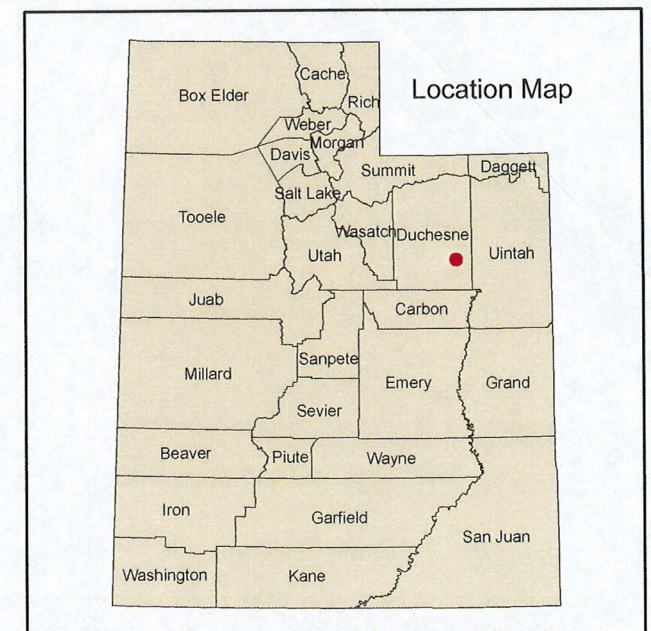 Location Map
Cache
Box Elder
Rich
Weber
Morgan
Davis
Summit
Daggett
Salt Lake
Tooele
Wasatch
Duchesne
Utah
Uintah
Juab
Carbon
Sanpete
Millard
Emery
Grand
Sevier
Beaver
Piute
Wayne
Iron
Garfield
San Juan
Washington
Kane